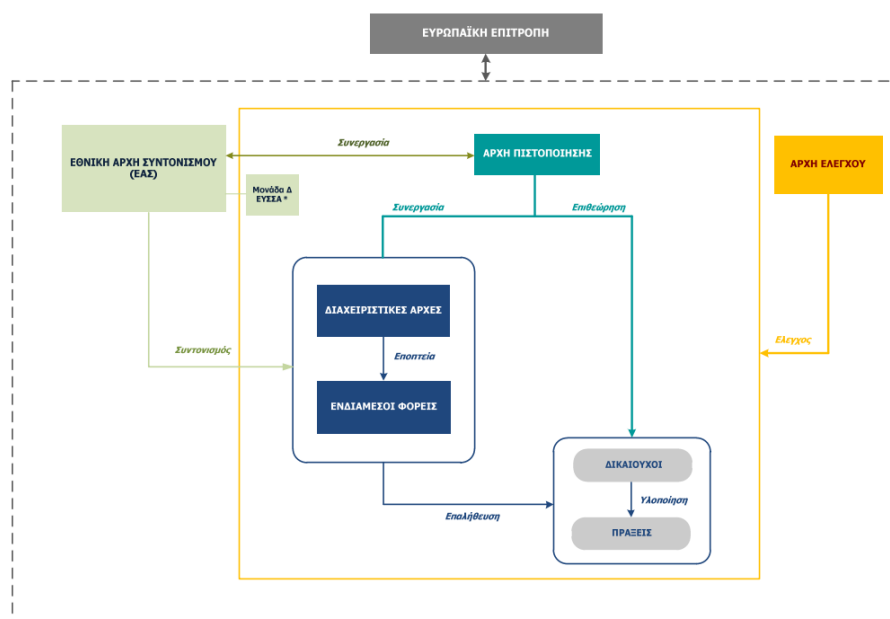 ΕΥΡΩΠΑΪΚΗ ΕΠΙΤΡΟΠΗ
Συνεργασία
ΑΡΧΗ ΠΙΣΤΟΠΟΙΗΣΗΣ
ΕΘΝΙΚΗ ΑΡΧΗ ΣΥΝΤΟΝΙΣΜΟΥ
(ΕΑΣ)
ΑΡΧΗ ΕΛΕΓΧΟΥ
Μονάδα Δ
ΕΥΣΣΑ *
Συνεργασία
Επιθεώρηση
ΔΙΑΧΕΙΡΙΣΤΙΚΕΣ ΑΡΧΕΣ
Συντονισμός
Εποπτεία
Ελεγχος
ΕΝΔΙΑΜΕΣΟΙ ΦΟΡΕΙΣ
ΔΙΚΑΙΟΥΧΟΙ
Υλοποίηση
Επαλήθευση
ΠΡΑΞΕΙΣ